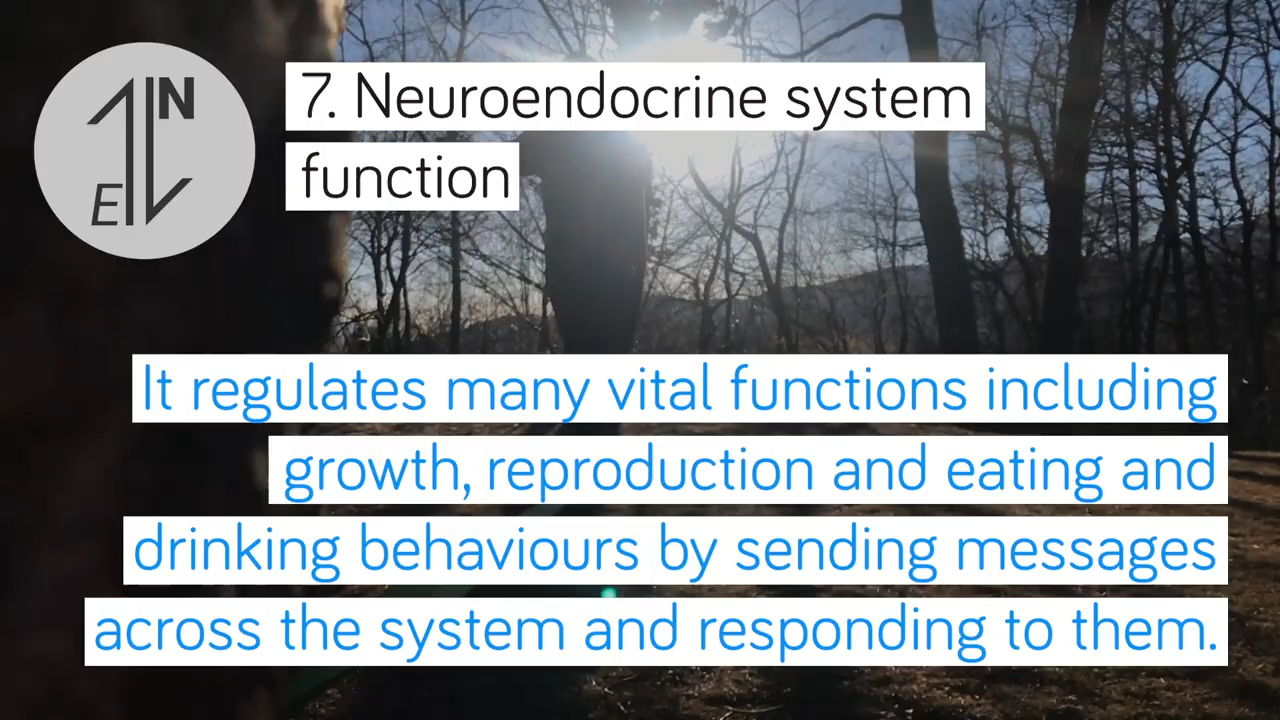 N
E
7. Neuroendocrine system
function
It regulates many vital functions including
growth, reproduction and eating and
drinking behaviours by sending messages
across the system and responding to them.